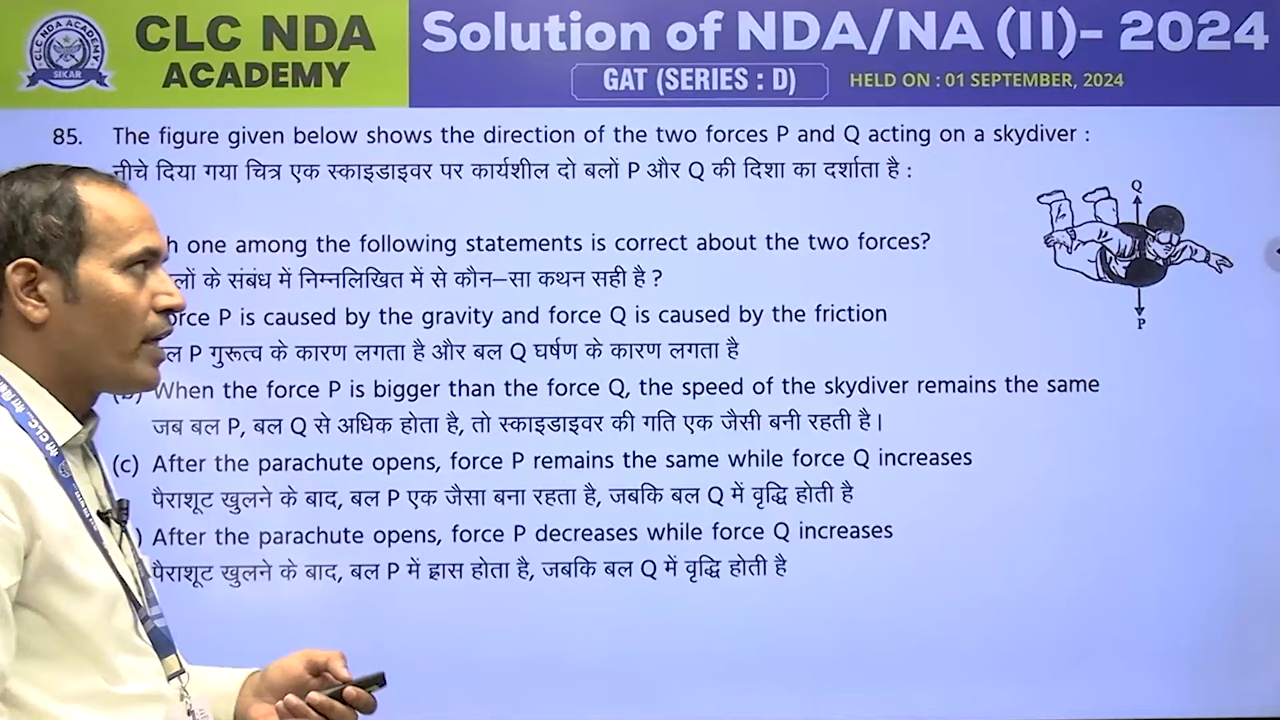 CLC NDA ACADEMY
SIKAR
CLC NDA
ACADEMY
Solution of NDA/NA (II)- 2024
GAT (SERIES : D)
HELD ON : 01 SEPTEMBER, 2024
85. The figure given below shows the direction of the two forces P and Q acting on a skydiver :
नीचे दिया गया चित्र एक स्काइडाइवर पर कार्यशील दो बलों P और Q की दिशा का दर्शाता है :
Q
P
h one among the following statements is correct about the two forces?
लों के संबंध में निम्नलिखित में से कौन–सा कथन सही है ?
orce P is caused by the gravity and force Q is caused by the friction
ल P गुरूत्व के कारण लगता है और बल Q घर्षण के कारण लगता है
When the force P is bigger than the force Q, the speed of the skydiver remains the same
जब बल P, बल Q से अधिक होता है, तो स्काइडाइवर की गति एक जैसी बनी रहती है।
(c) After the parachute opens, force P remains the same while force Q increases
पैराशूट खुलने के बाद, बल P एक जैसा बना रहता है, जबकि बल Q में वृद्धि होती है
) After the parachute opens, force P decreases while force Q increases
पैराशूट खुलने के बाद, बल P में ह्रास होता है, जबकि बल Q में वृद्धि होती है